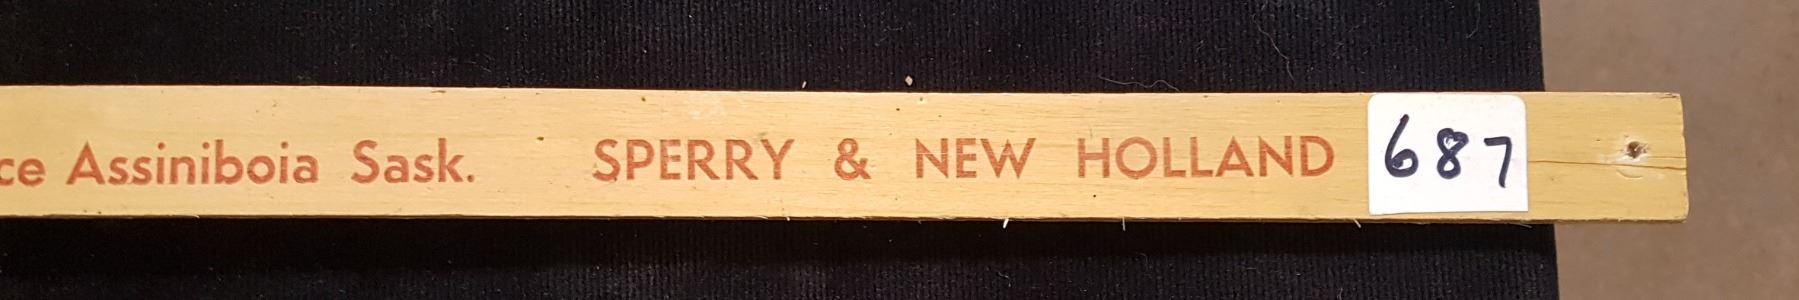 ce Assiniboia Sask. SPERRY & NEW HOLLAND 687